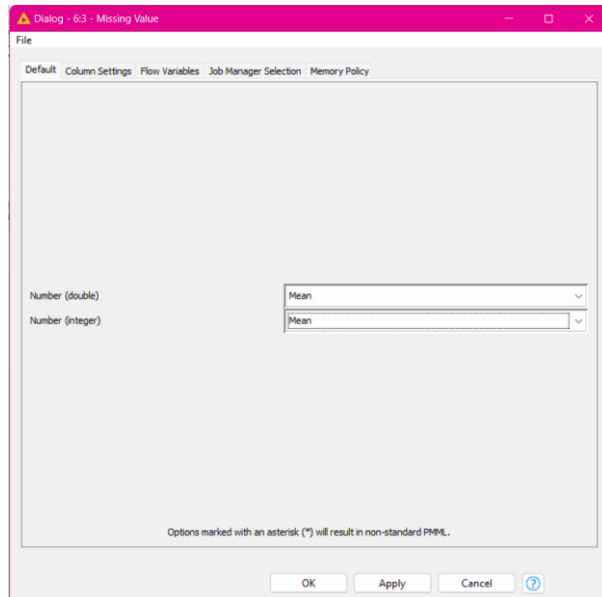 Dialog - 6:3 - Missing Value
File
Default Column Settings Flow Variables Job Manager Selection Memory Policy
Number (double) Mean
Number (integer) Mean
Options marked with an asterisk (*) will result in non-standard PMML.
OK Apply Cancel ?